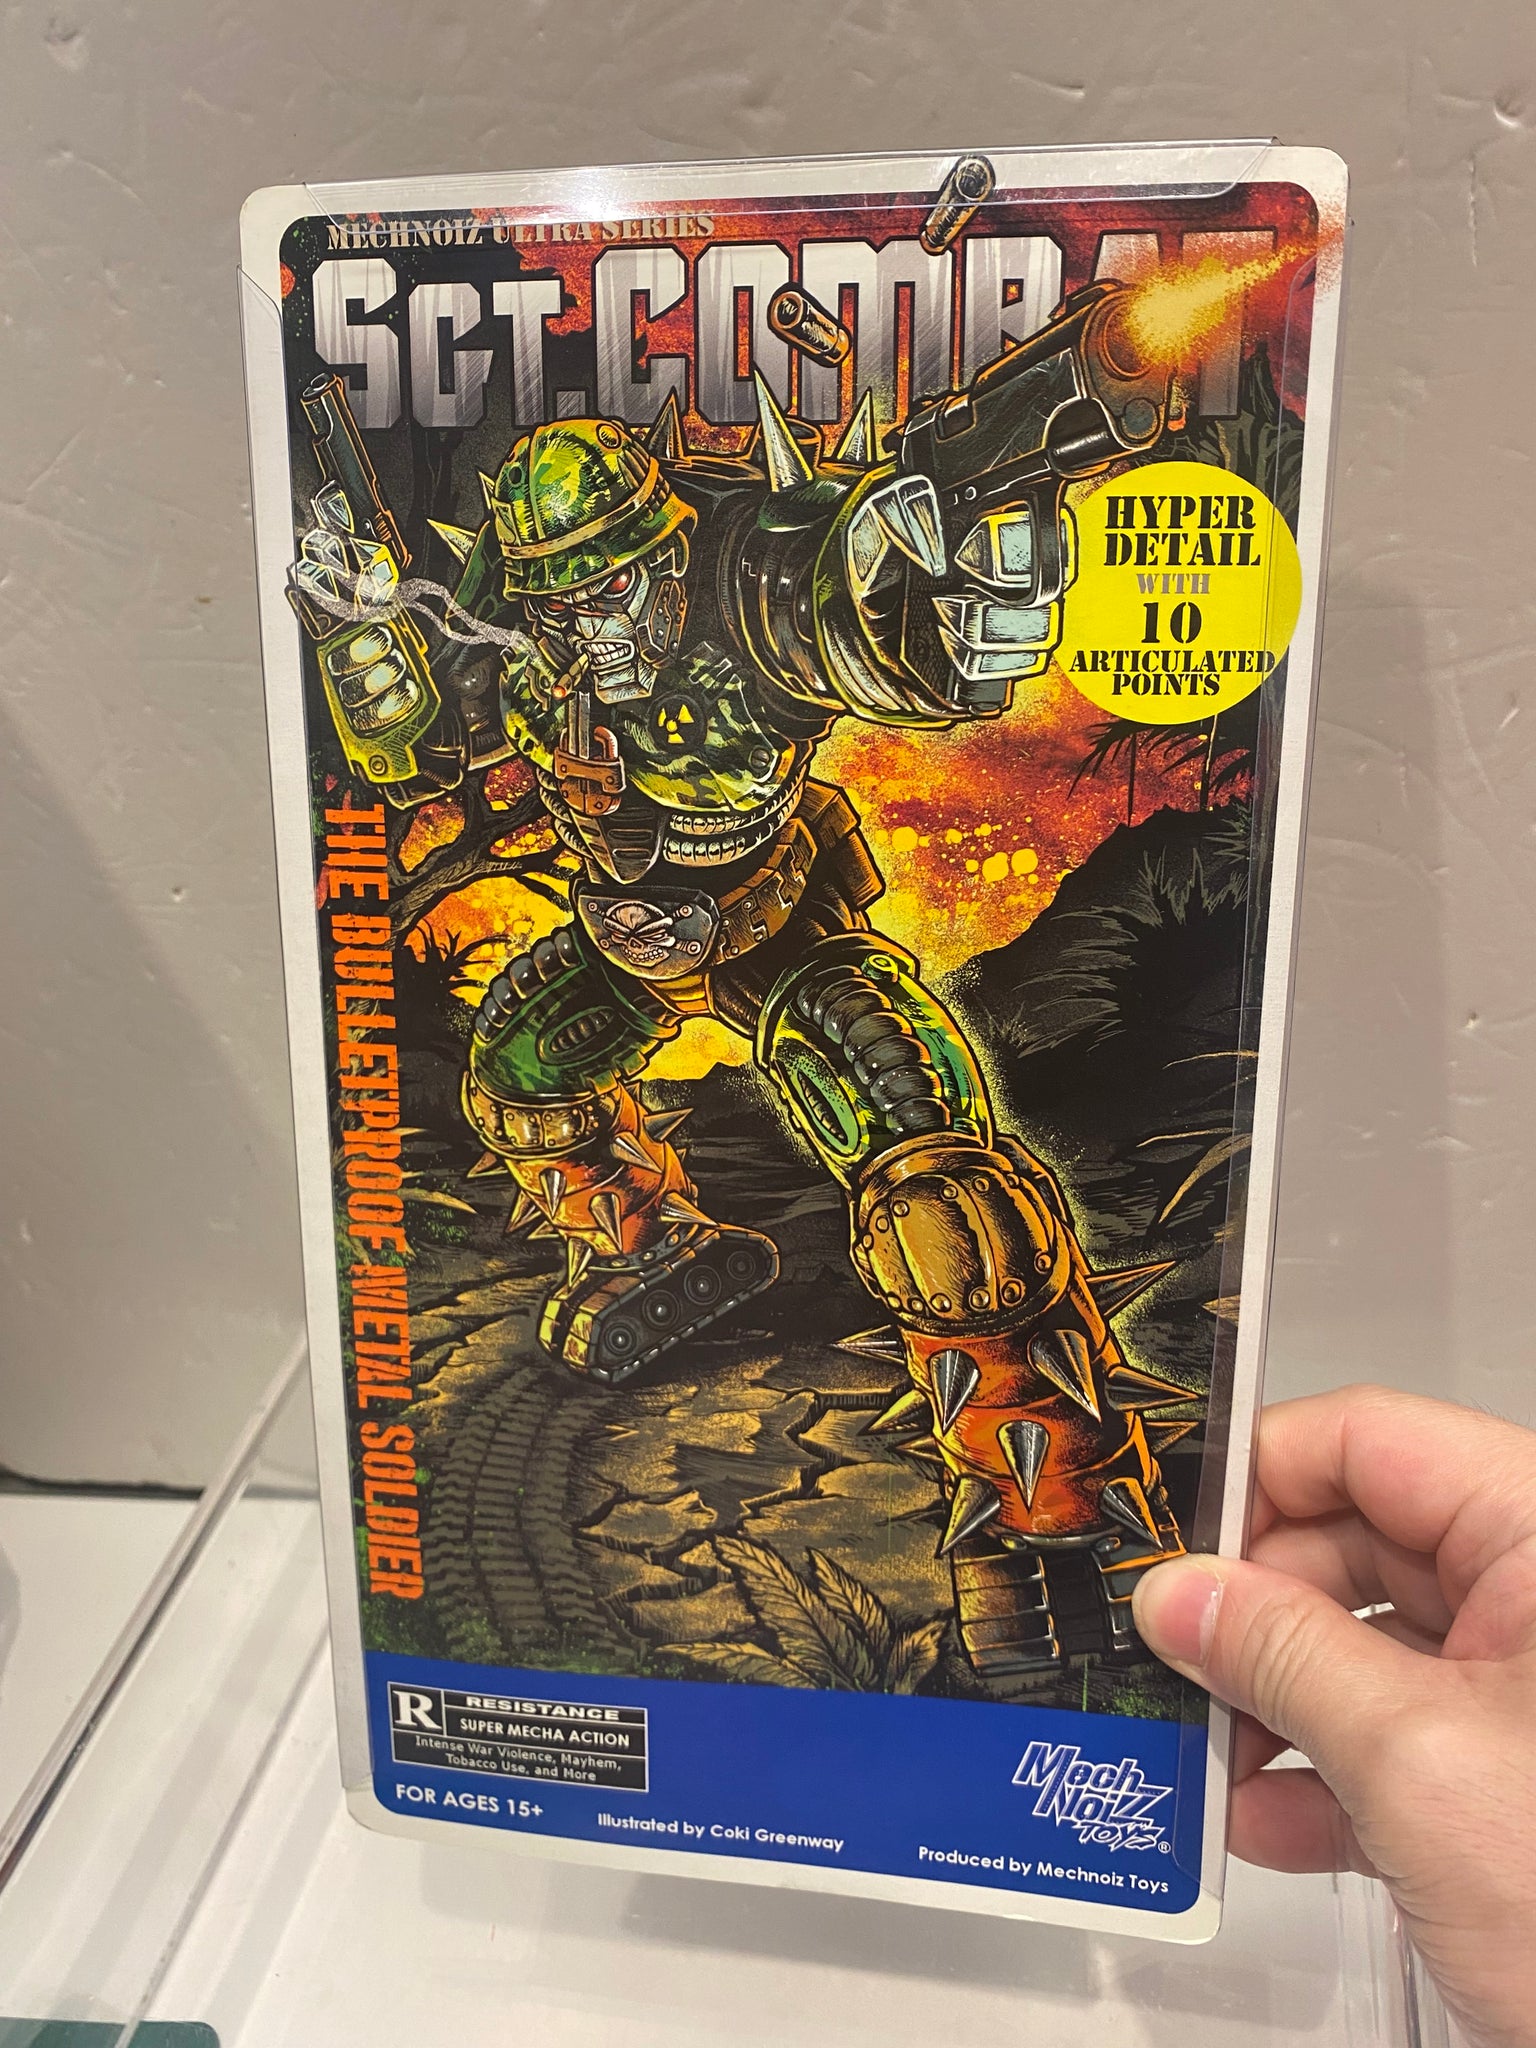 MECHNOIZ ULTRA SERIES
SGT. COMBAT
HYPER
DETAIL
WITH
10
ARTICULATED
POINTS
THE BULLETPROOF METAL SOLDIER
R
RESISTANCE
SUPER MECHA ACTION
Intense War Violence, Mayhem,
Tobacco Use, and More
FOR AGES 15+
Illustrated by Coki Greenway
Mech
NoiZ
TOYZ®
Produced by Mechnoiz Toys